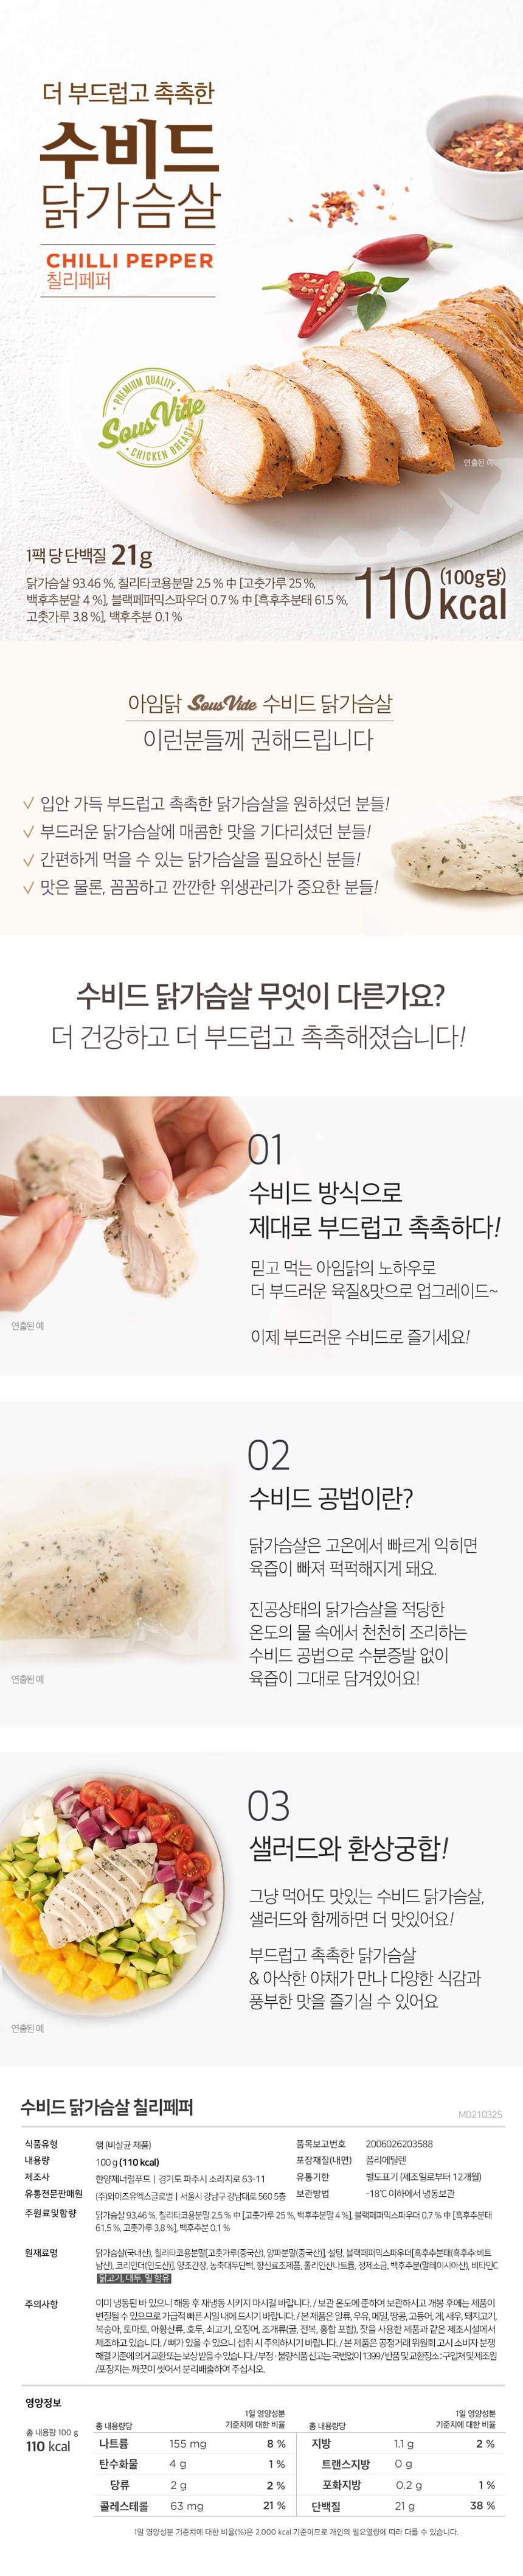 더 부드럽고 촉촉한
수비드
닭가슴살
CHILLI PEPPER
칠리페퍼
PREMIUM QUALITY
SousVide
CHICKEN BREAST
연출된 예
1팩 당 단백질 21g
닭가슴살 93.46 %, 칠리타코용분말 2.5 % 中 [고춧가루 25 %,
백후추분말 4 %], 블랙페퍼믹스파우더 0.7 % 中 [흑후추분태 61.5 %,
고춧가루 3.8 %], 백후추분 0.1 %
110 (100g당) kcal
아임닭 SousVide 수비드 닭가슴살
이런분들께 권해드립니다
✓ 입안 가득 부드럽고 촉촉한 닭가슴살을 원하셨던 분들!
✓ 부드러운 닭가슴살에 매콤한 맛을 기다리셨던 분들!
✓ 간편하게 먹을 수 있는 닭가슴살을 필요하신 분들!
✓ 맛은 물론, 꼼꼼하고 깐깐한 위생관리가 중요한 분들!
수비드 닭가슴살 무엇이 다른가요?
더 건강하고 더 부드럽고 촉촉해졌습니다!
01
수비드 방식으로
제대로 부드럽고 촉촉하다!
믿고 먹는 아임닭의 노하우로
더 부드러운 육질&맛으로 업그레이드~
이제 부드러운 수비드로 즐기세요!
연출된 예
02
수비드 공법이란?
닭가슴살은 고온에서 빠르게 익히면
육즙이 빠져 퍽퍽해지게 돼요.
진공상태의 닭가슴살을 적당한
온도의 물 속에서 천천히 조리하는
수비드 공법으로 수분증발 없이
육즙이 그대로 담겨있어요!
연출된 예
03
샐러드와 환상궁합!
그냥 먹어도 맛있는 수비드 닭가슴살,
샐러드와 함께하면 더 맛있어요!
부드럽고 촉촉한 닭가슴살
& 아삭한 야채가 만나 다양한 식감과
풍부한 맛을 즐기실 수 있어요
연출된 예
수비드 닭가슴살 칠리페퍼
MD210325
식품유형 햄 (비살균 제품) 품목보고번호 2006026203588
내용량 100 g (110 kcal) 포장재질(내면) 폴리에틸렌
제조사 한양제너럴푸드 | 경기도 파주시 소라지로 63-11 유통기한 별도표기 (제조일로부터 12개월)
유통전문판매원 (주)와이즈유엑스글로벌 | 서울시 강남구 강남대로 560 5층 보관방법 -18℃ 이하에서 냉동보관
주원료및함량 닭가슴살 93.46 %, 칠리타코용분말 2.5 % 中 [고춧가루 25 %, 백후추분말 4 %], 블랙페퍼믹스파우더 0.7 % 中 [흑후추분태
61.5 %, 고춧가루 3.8 %], 백후추분 0.1 %
원재료명 닭가슴살(국내산), 칠리타코용분말[고춧가루(중국산), 양파분말(중국산)], 설탕, 블랙페퍼믹스파우더[흑후추분태(흑후추:베트
남산), 코리안더(인도산)], 양조간장, 농축대두단백, 향신료조제품, 폴리인산나트륨, 정제소금, 백후추분(말레이시아산), 비타민C
닭고기, 대두, 밀 함유
주의사항 이미 냉동된 바 있으니 해동 후 재냉동 시키지 마시길 바랍니다. / 보관 온도에 준하여 보관하시고 개봉 후에는 제품이
변질될 수 있으므로 가급적 빠른 시일 내에 드시기 바랍니다. / 본 제품은 알류, 우유, 메밀, 땅콩, 고등어, 게, 새우, 돼지고기,
복숭아, 토마토, 아황산류, 호두, 쇠고기, 오징어, 조개류(굴, 전복, 홍합 포함), 잣을 사용한 제품과 같은 제조시설에서
제조하고 있습니다. / 뼈가 있을 수 있으니 섭취 시 주의하시기 바랍니다. / 본 제품은 공정거래 위원회 고시 소비자 분쟁
해결 기준에 의거 교환 또는 보상 받을 수 있습니다. / 부정·불량식품 신고는 국번없이 1399 / 반품 및 교환장소 : 구입처 및 제조원
/ 포장지는 깨끗이 씻어서 분리배출하여 주십시오.
영양정보
총 내용량 100 g
110 kcal
총 내용량당 1일 영양성분 기준치에 대한 비율 총 내용량당 1일 영양성분 기준치에 대한 비율
나트륨 155 mg 8 % 지방 1.1 g 2 %
탄수화물 4 g 1 % 트랜스지방 0 g
당류 2 g 2 % 포화지방 0.2 g 1 %
콜레스테롤 63 mg 21 % 단백질 21 g 38 %
1일 영양성분 기준치에 대한 비율(%)은 2,000 kcal 기준이므로 개인의 필요열량에 따라 다를 수 있습니다.